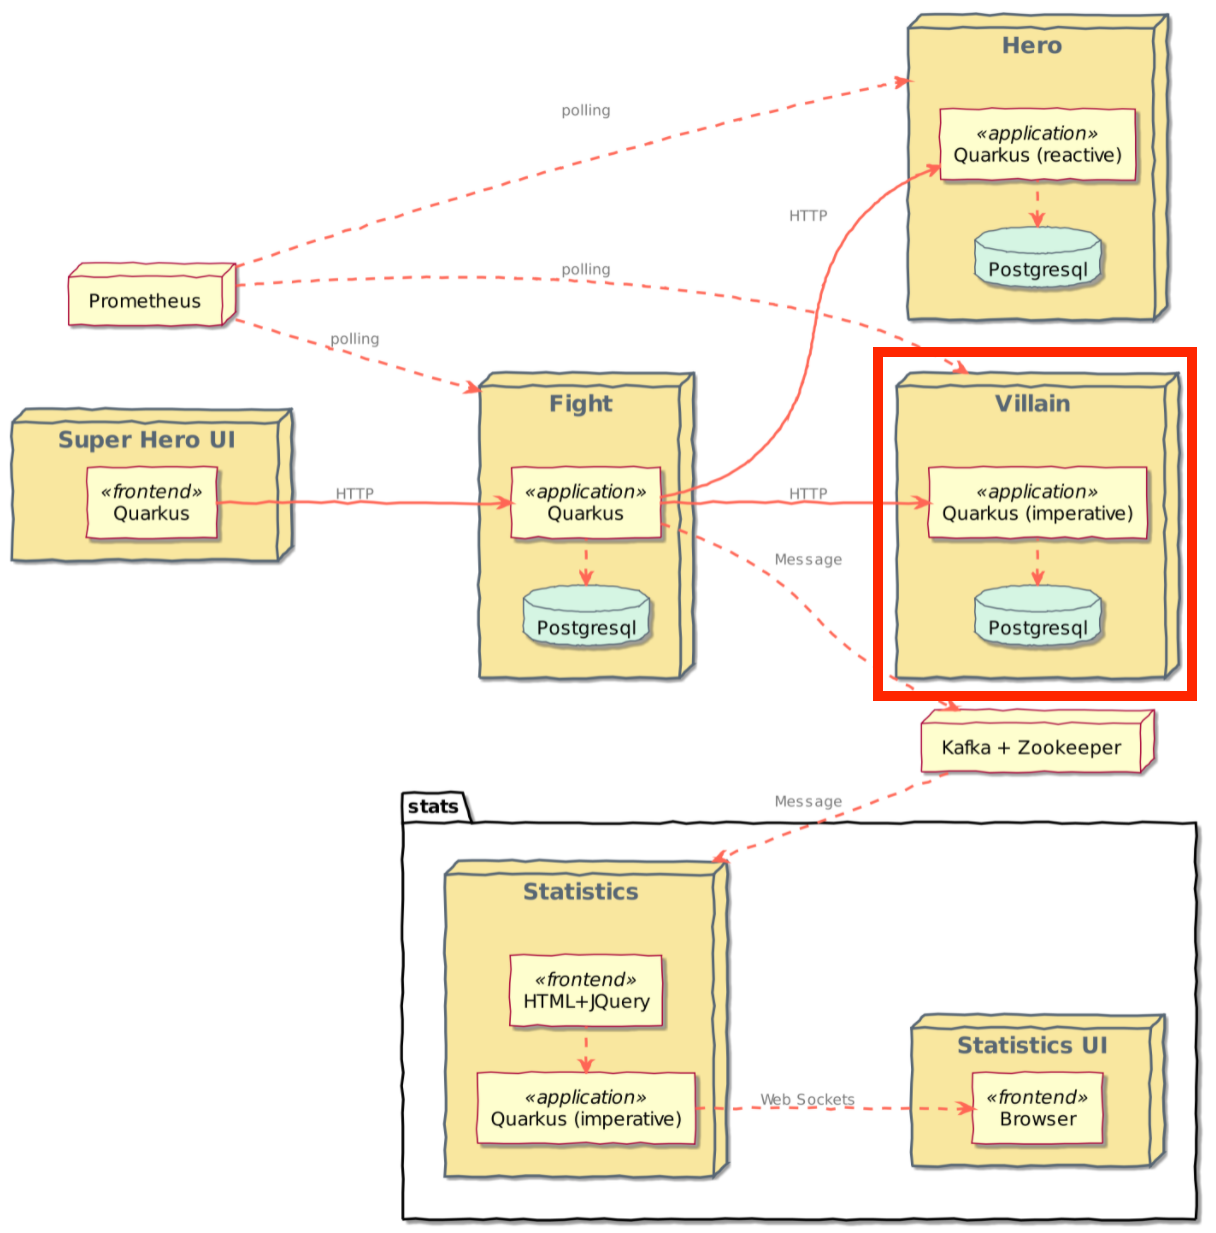 Hero
polling
«application»
Quarkus (reactive)
HTTP
Postgresql
polling
Prometheus
polling
Fight
Villain
Super Hero UI
«frontend»
Quarkus
HTTP
«application»
Quarkus
HTTP
«application»
Quarkus (imperative)
Message
Postgresql
Postgresql
Kafka + Zookeeper
Message
stats
Statistics
«frontend»
HTML+JQuery
Statistics UI
«application»
Quarkus (imperative)
Web Sockets
«frontend»
Browser